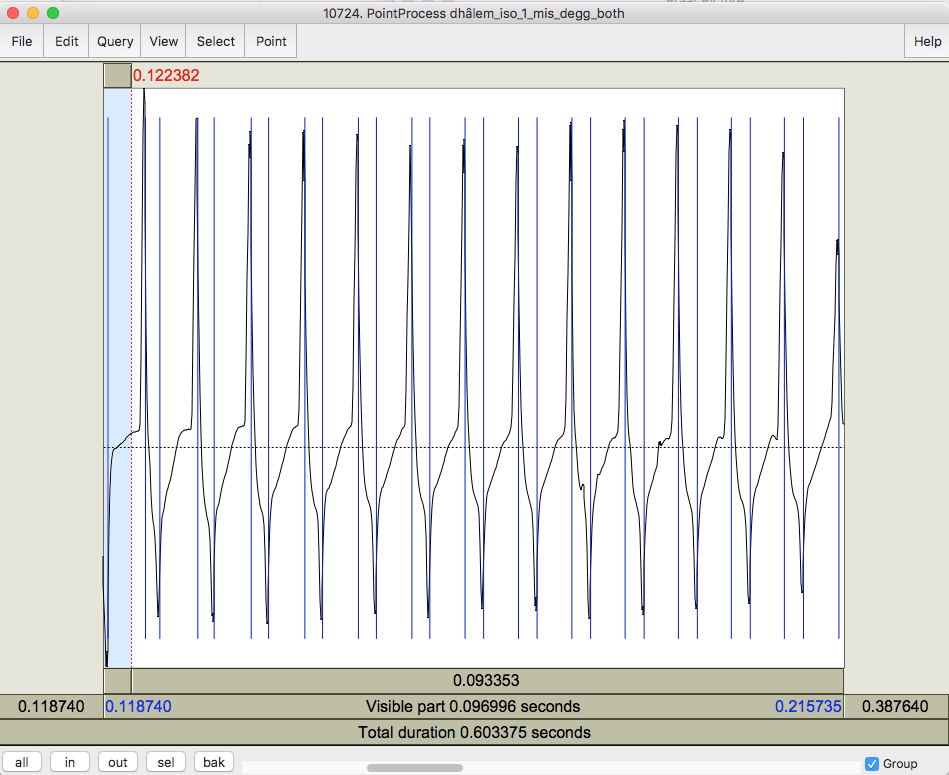 10724. PointProcess dhâlem_iso_1_mis_degg_both
File Edit Query View Select Point Help
0.122382
0.093353
0.118740 0.118740 Visible part 0.096996 seconds 0.215735 0.387640
Total duration 0.603375 seconds
all in out sel bak Group